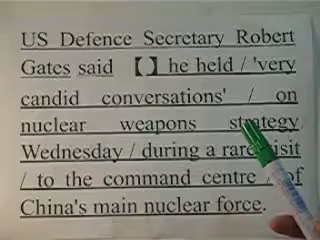 US Defence Secretary Robert
Gates said 【 】 he held / 'very
candid conversations' / on
nuclear weapons strategy
Wednesday / during a rare visit
/ to the command centre / of
China's main nuclear force.